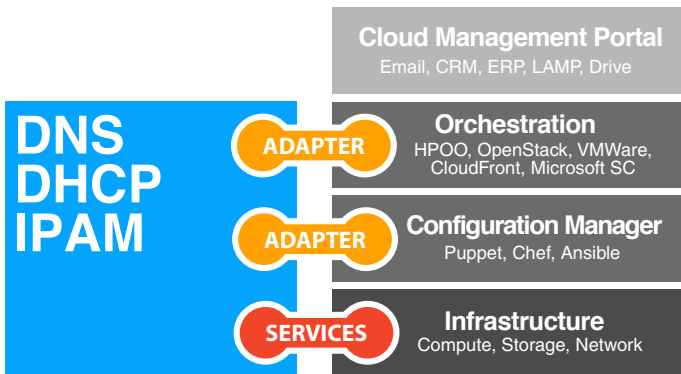 Cloud Management Portal
Email, CRM, ERP, LAMP, Drive
DNS
DHCP
IPAM
ADAPTER
Orchestration
HPOO, OpenStack, VMWare,
CloudFront, Microsoft SC
ADAPTER
Configuration Manager
Puppet, Chef, Ansible
SERVICES
Infrastructure
Compute, Storage, Network